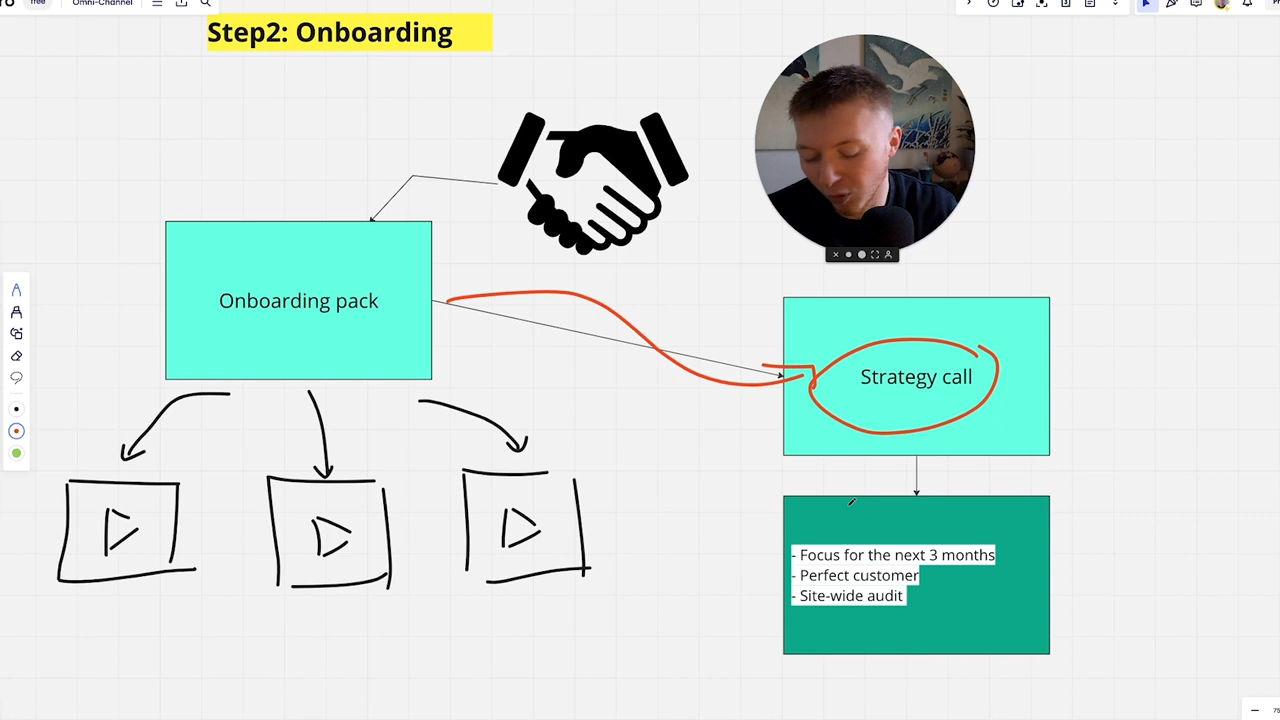 free
Omni-Channel
Step2: Onboarding
Onboarding pack
Strategy call
- Focus for the next 3 months
- Perfect customer
- Site-wide audit